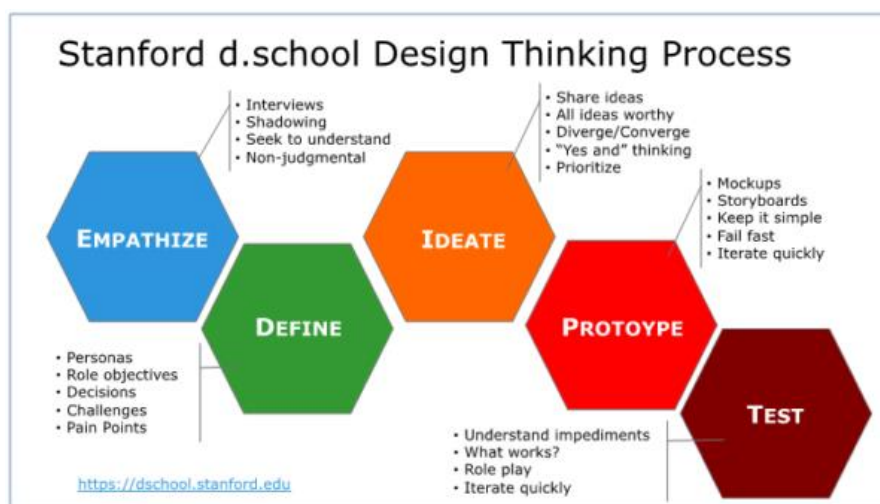 Stanford d.school Design Thinking Process
• Interviews
• Shadowing
• Seek to understand
• Non-judgmental
EMPATHIZE
• Personas
• Role objectives
• Decisions
• Challenges
• Pain Points
DEFINE
• Share ideas
• All ideas worthy
• Diverge/Converge
• "Yes and" thinking
• Prioritize
IDEATE
• Mockups
• Storyboards
• Keep it simple
• Fail fast
• Iterate quickly
PROTOYPE
• Understand impediments
• What works?
• Role play
• Iterate quickly
TEST
https://dschool.stanford.edu